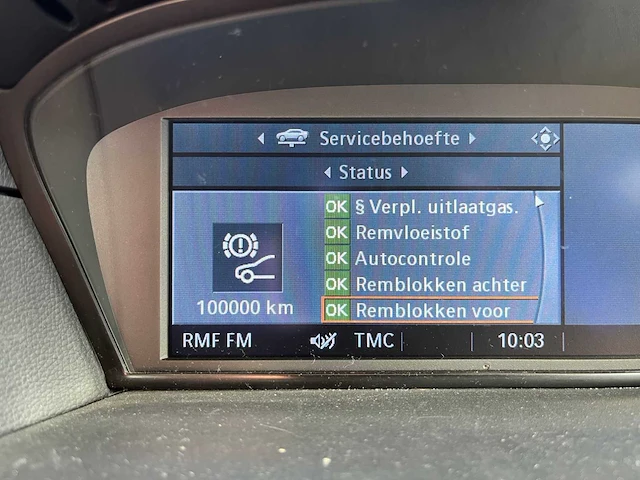 Servicebehoefte
Status
OK § Verpl. uitlaatgas.
OK Remvloeistof
OK Autocontrole
OK Remblokken achter
OK Remblokken voor
100000 km
RMF FM TMC 10:03